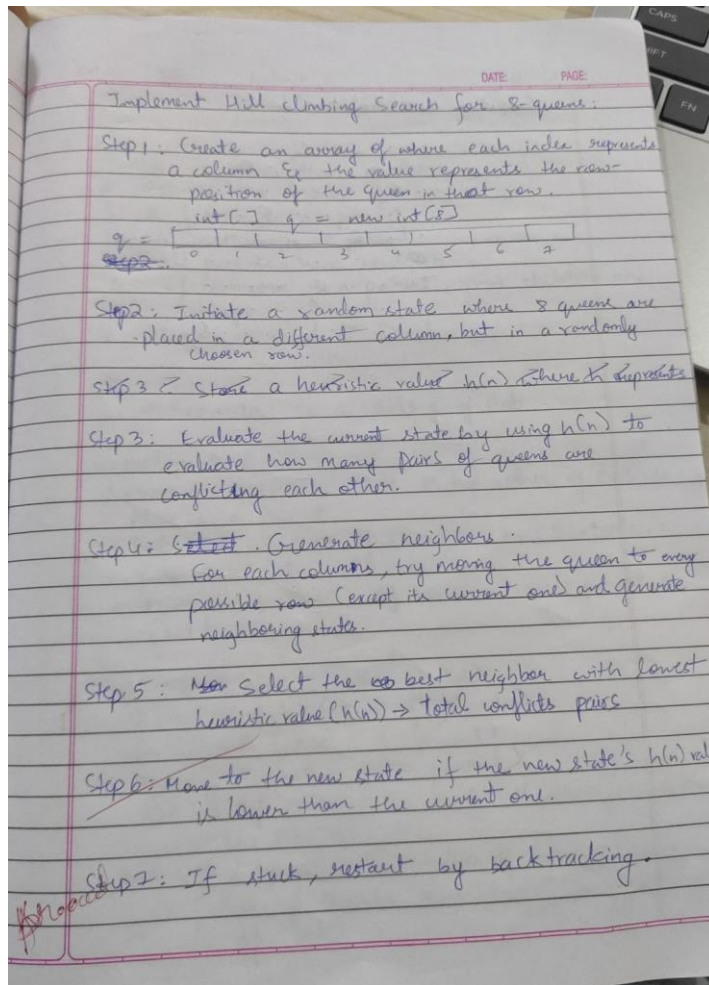 CAPS
SHIFT
FN
DATE: PAGE:
Implement Hill climbing Search for 8-queens:
Step 1: Create an array of where each index represents
a column & the value represents the row-
position of the queen in that row.
int[] q = new int[8]
q =
0 1 2 3 4 5 6 7
Step2: Initiate a random state where 8 queens are
placed in a different column, but in a randomly
choosen row.
Step 3: Store a heuristic value h(n) where h represents
Step 3: Evaluate the current state by using h(n) to
evaluate how many pairs of queens are
conflicting each other.
Step 4: Select. Generate neighbors.
For each columns, try moving the queen to every
possible row (except its current one) and generate
neighboring states.
Step 5: Select the best neighbor with lowest
heuristic value (h(n)) → total conflicts pairs
Step 6: Move to the new state if the new state's h(n) val
is lower than the current one.
Step 7: If stuck, restart by backtracking.